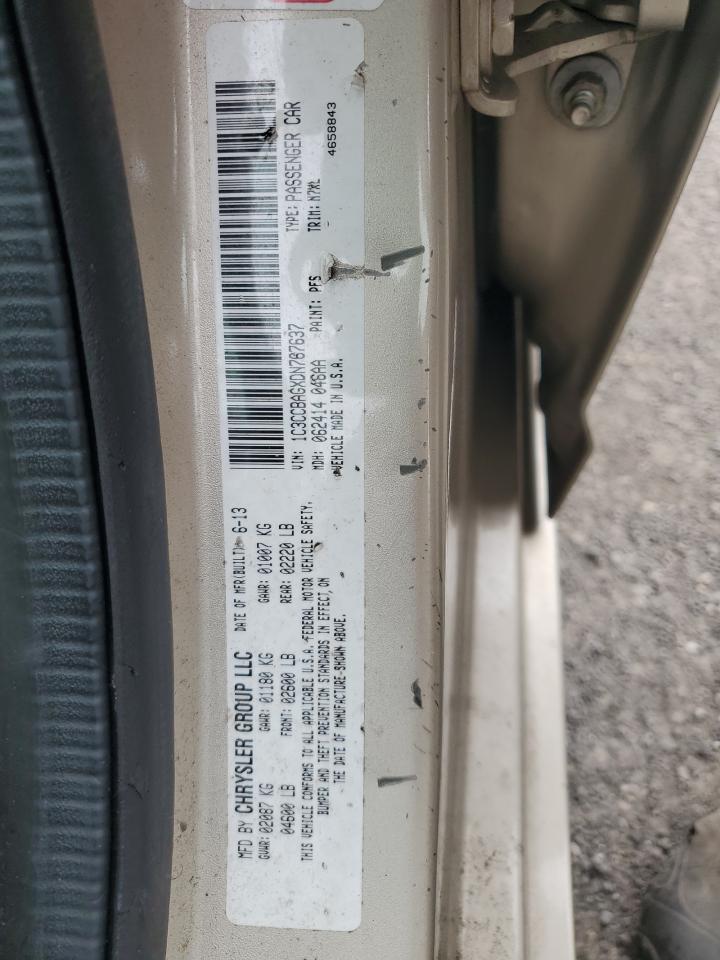 MFD BY CHRYSLER GROUP LLC DATE OF MFR(BUILT) 6-13
GVWR: 02087 KG GAWR: 01180 KG GAWR: 01007 KG
04600 LB FRONT: 02600 LB REAR: 02220 LB
THIS VEHICLE CONFORMS TO ALL APPLICABLE U.S.A. FEDERAL MOTOR VEHICLE SAFETY,
BUMPER AND THEFT PREVENTION STANDARDS IN EFFECT, ON
THE DATE OF MANUFACTURE SHOWN ABOVE.
VIN: 1C3CCBAGXDN707637 TYPE: PASSENGER CAR
MDH: 062414 046AA PAINT: PFS TRIM: N7XL
VEHICLE MADE IN U.S.A. 4658843